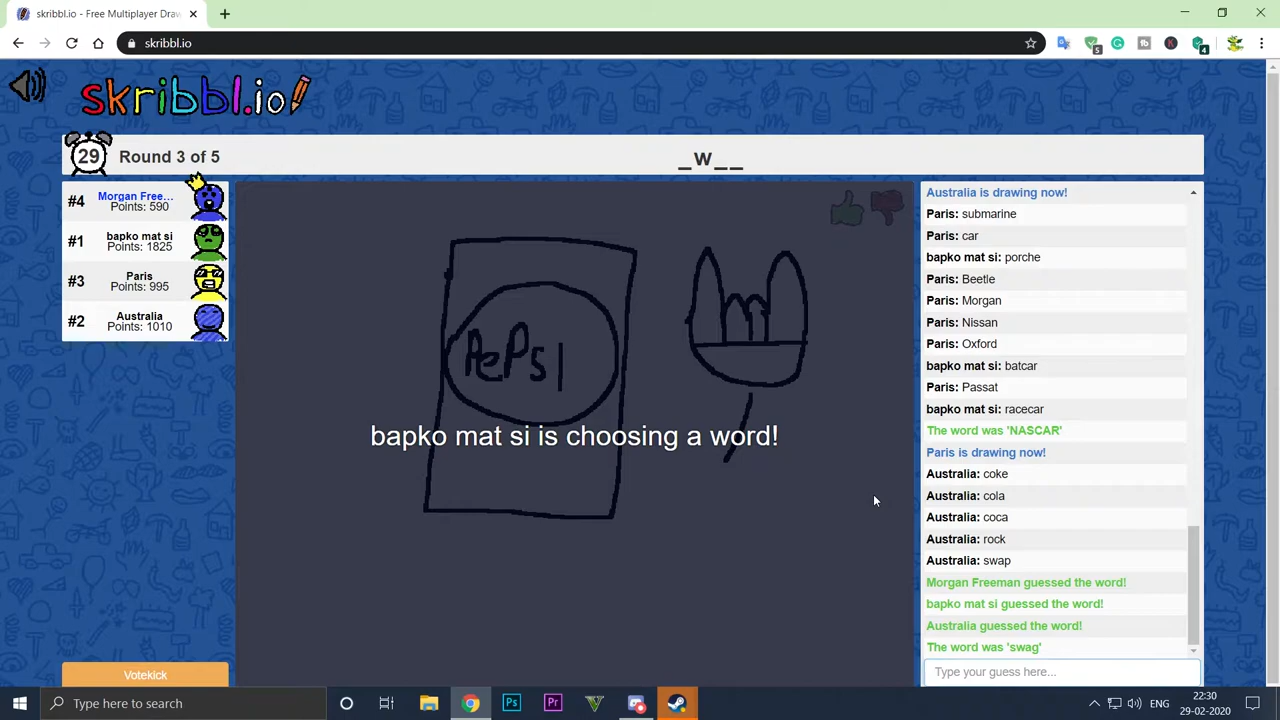 skribbl.io - Free Multiplayer Drav
skribbl.io
5
4
skribbl.io
29
Round 3 of 5
_W__
#4
Morgan Free...
Points: 590
#1
bapko mat si
Points: 1825
#3
Paris
Points: 995
#2
Australia
Points: 1010
PePsI
bapko mat si is choosing a word!
Votekick
Australia is drawing now!
Paris: submarine
Paris: car
bapko mat si: porche
Paris: Beetle
Paris: Morgan
Paris: Nissan
Paris: Oxford
bapko mat si: batcar
Paris: Passat
bapko mat si: racecar
The word was 'NASCAR'
Paris is drawing now!
Australia: coke
Australia: cola
Australia: coca
Australia: rock
Australia: swap
Morgan Freeman guessed the word!
bapko mat si guessed the word!
Australia guessed the word!
The word was 'swag'
Type your guess here...
Type here to search
Ps
Pr
ENG
22:30
29-02-2020